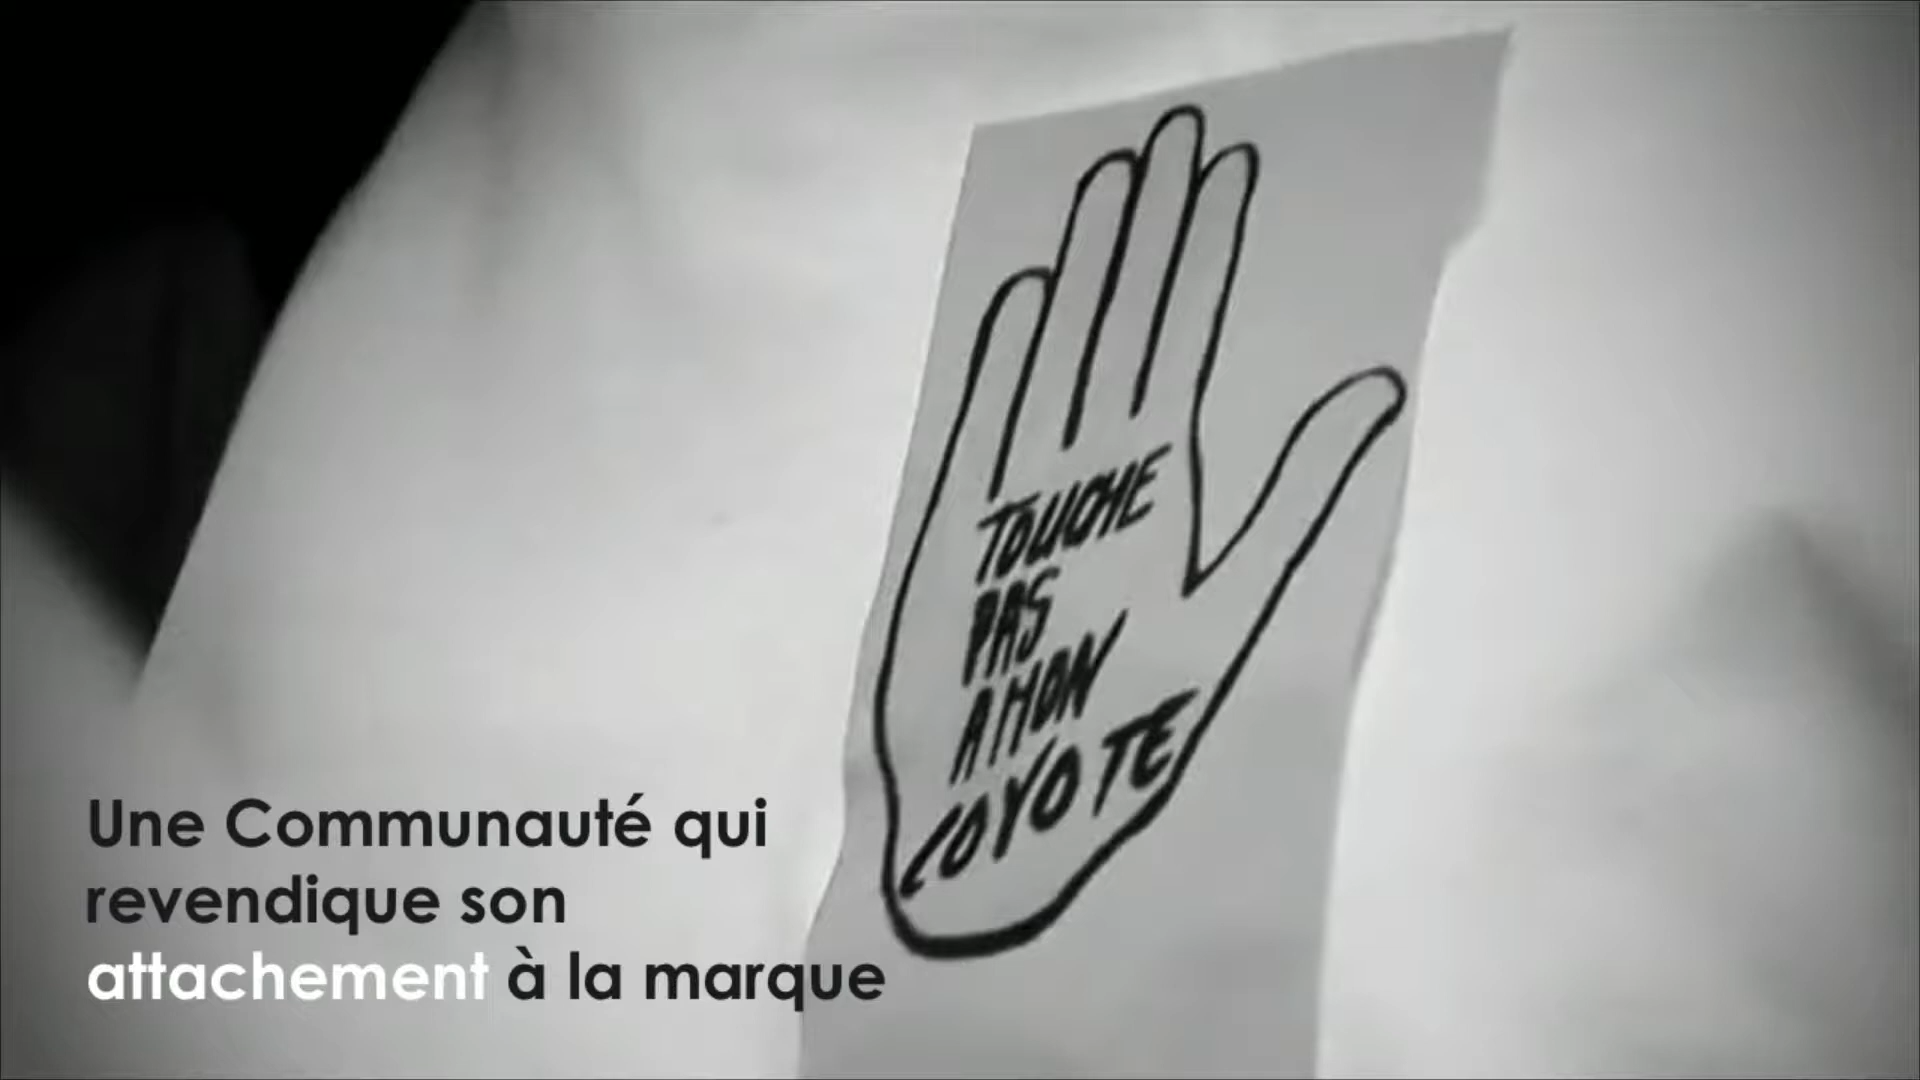 TOUCHE
PAS
A MON
COYOTE
Une Communauté qui
revendique son
attachement à la marque